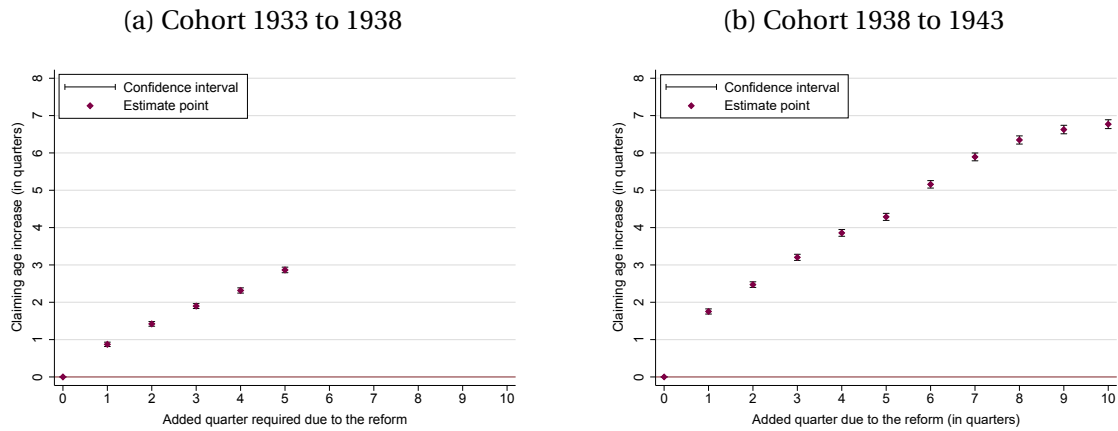 (a) Cohort 1933 to 1938
Confidence interval
Estimate point
Claiming age increase (in quarters)
8
7
6
5
4
3
2
1
0
0 1 2 3 4 5 6 7 8 9 10
Added quarter required due to the reform
(b) Cohort 1938 to 1943
Confidence interval
Estimate point
Claiming age increase (in quarters)
8
7
6
5
4
3
2
1
0
0 1 2 3 4 5 6 7 8 9 10
Added quarter due to the reform (in quarters)